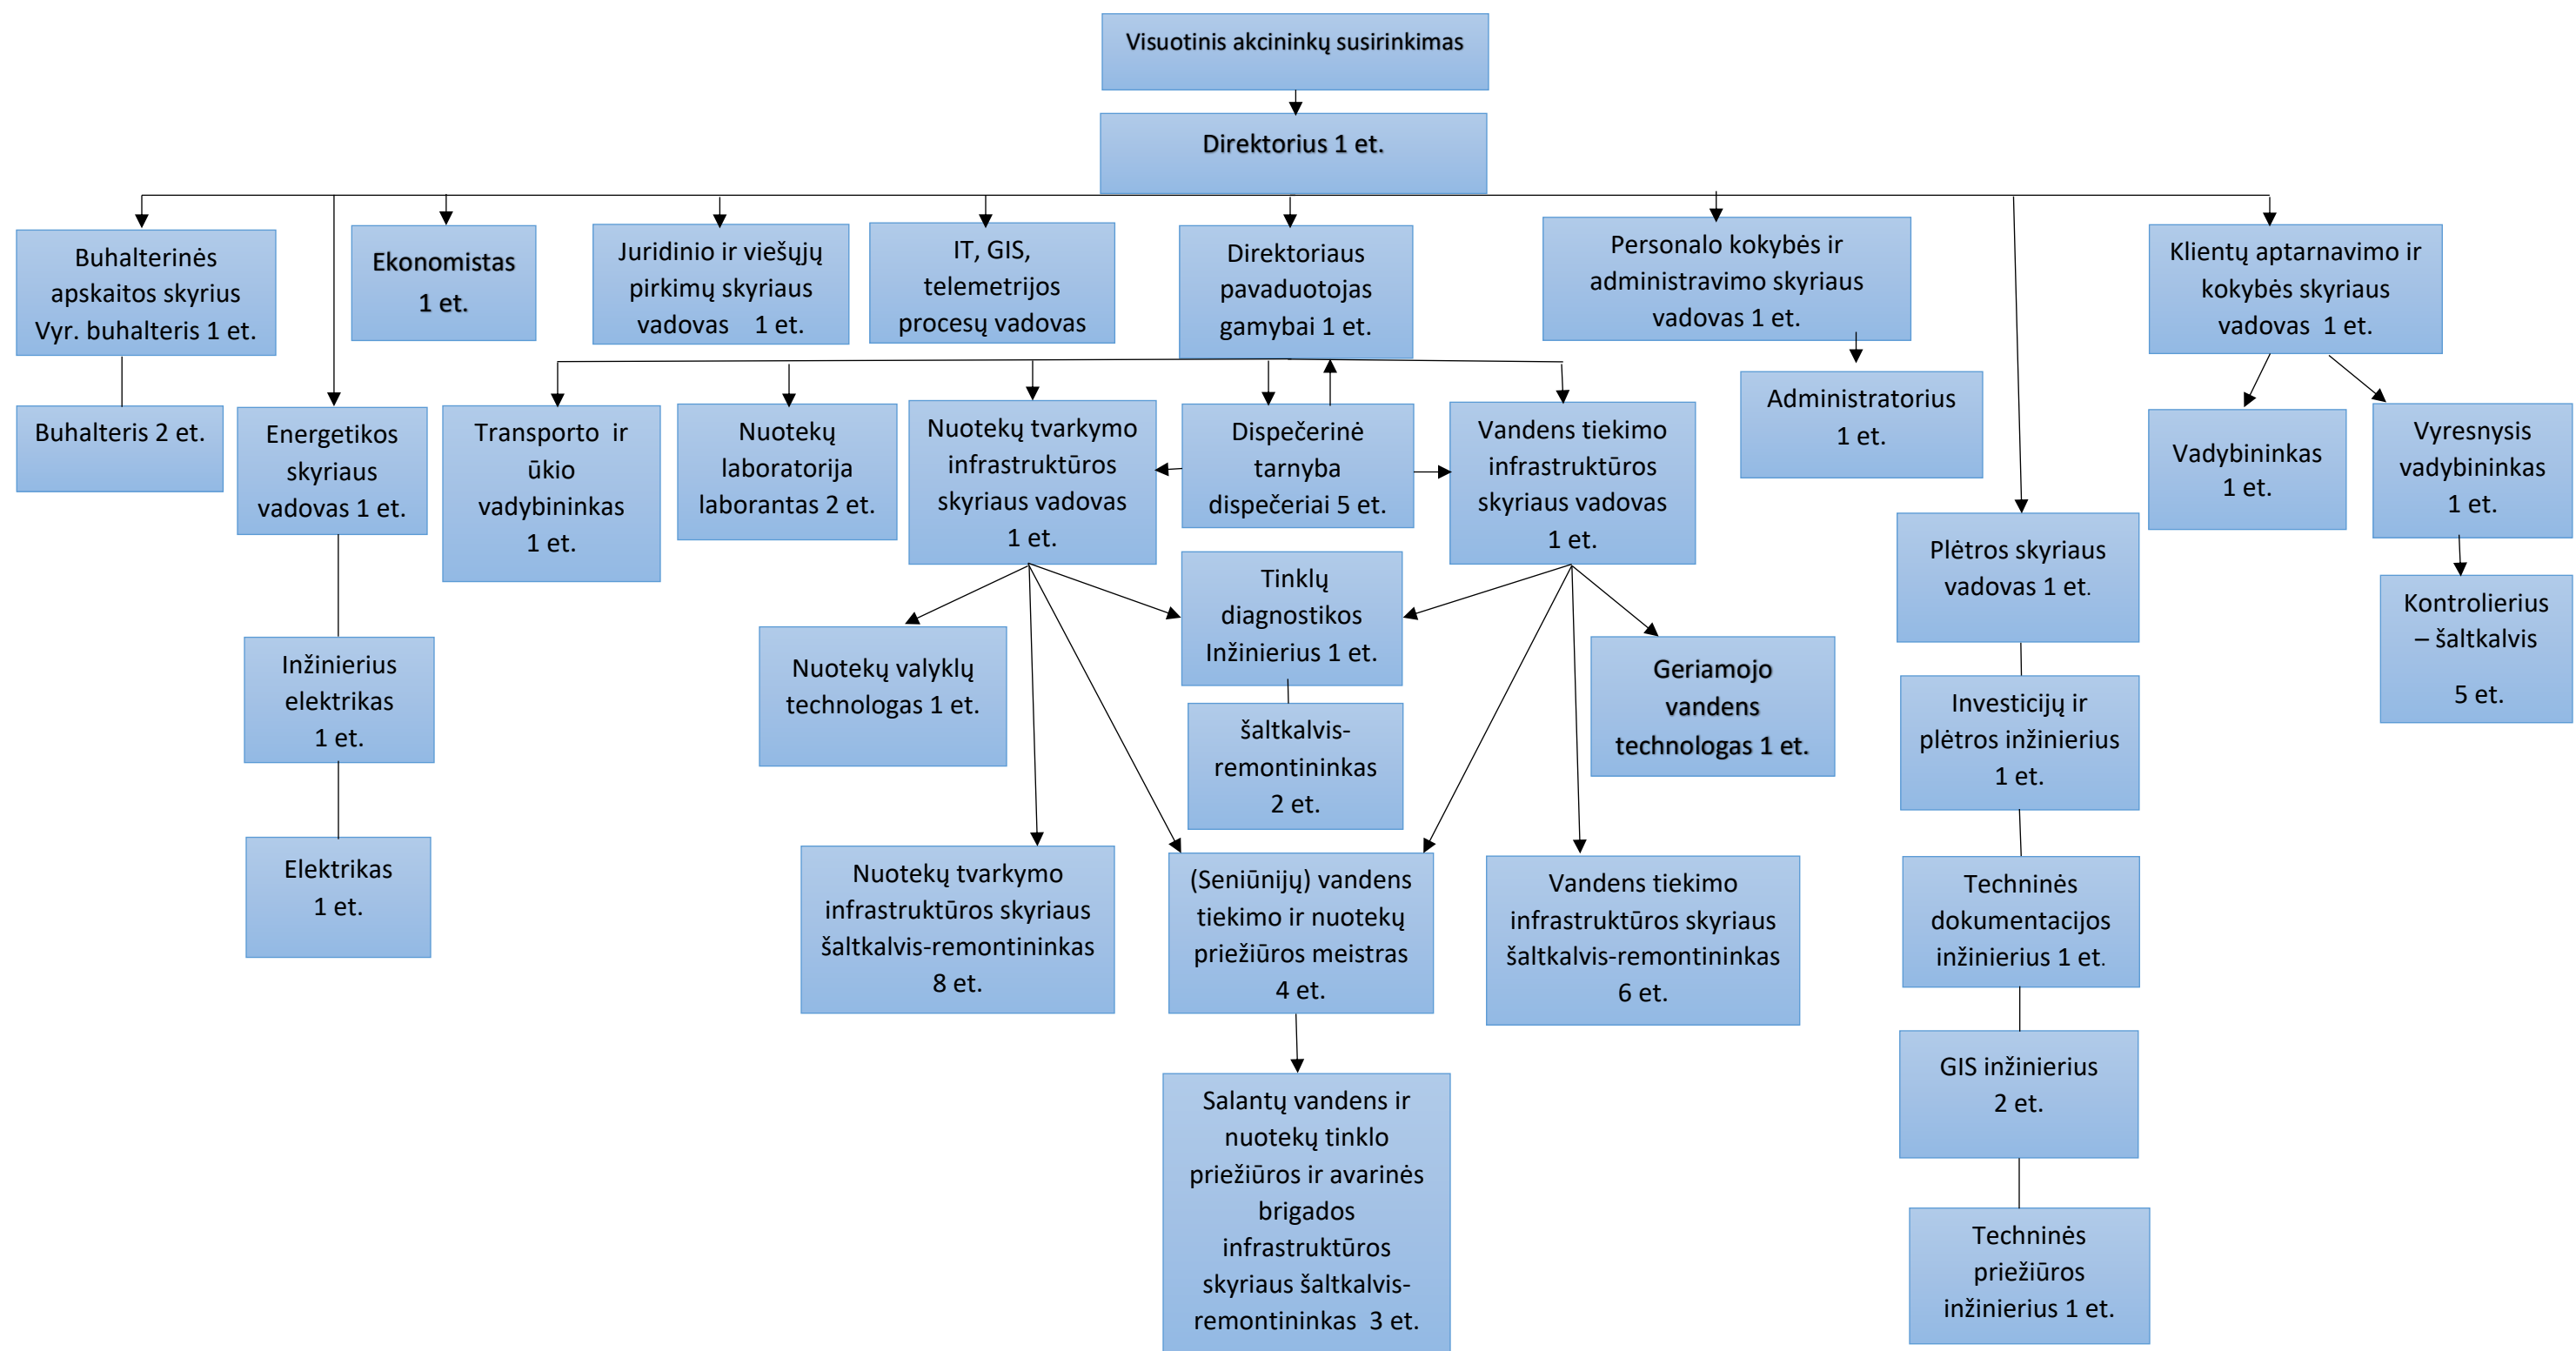 Visuotinis akcininkų susirinkimas
Direktorius 1 et.
Buhalterinės
apskaitos skyrius
Vyr. buhalteris 1 et.
Ekonomistas
1 et.
Juridinio ir viešųjų
pirkimų skyriaus
vadovas 1 et.
IT, GIS,
telemetrijos
procesų vadovas
Direktoriaus
pavaduotojas
gamybai 1 et.
Personalo kokybės ir
administravimo skyriaus
vadovas 1 et.
Klientų aptarnavimo ir
kokybės skyriaus
vadovas 1 et.
Buhalteris 2 et.
Energetikos
skyriaus
vadovas 1 et.
Transporto ir
ūkio
vadybininkas
1 et.
Nuotekų
laboratorija
laborantas 2 et.
Nuotekų tvarkymo
infrastruktūros
skyriaus vadovas
1 et.
Dispečerinė
tarnyba
dispečeriai 5 et.
Vandens tiekimo
infrastruktūros
skyriaus vadovas
1 et.
Administratorius
1 et.
Vadybininkas
1 et.
Vyresnysis
vadybininkas
1 et.
Plėtros skyriaus
vadovas 1 et.
Tinklų
diagnostikos
Inžinierius 1 et.
Kontrolierius
– šaltkalvis
5 et.
Inžinierius
elektrikas
1 et.
Nuotekų valyklų
technologas 1 et.
šaltkalvis-
remontininkas
2 et.
Geriamojo
vandens
technologas 1 et.
Investicijų ir
plėtros inžinierius
1 et.
Elektrikas
1 et.
Nuotekų tvarkymo
infrastruktūros skyriaus
šaltkalvis-remontininkas
8 et.
(Seniūnijų) vandens
tiekimo ir nuotekų
priežiūros meistras
4 et.
Vandens tiekimo
infrastruktūros skyriaus
šaltkalvis-remontininkas
6 et.
Techninės
dokumentacijos
inžinierius 1 et.
GIS inžinierius
2 et.
Salantų vandens ir
nuotekų tinklo
priežiūros ir avarinės
brigados
infrastruktūros
skyriaus šaltkalvis-
remontininkas 3 et.
Techninės
priežiūros
inžinierius 1 et.